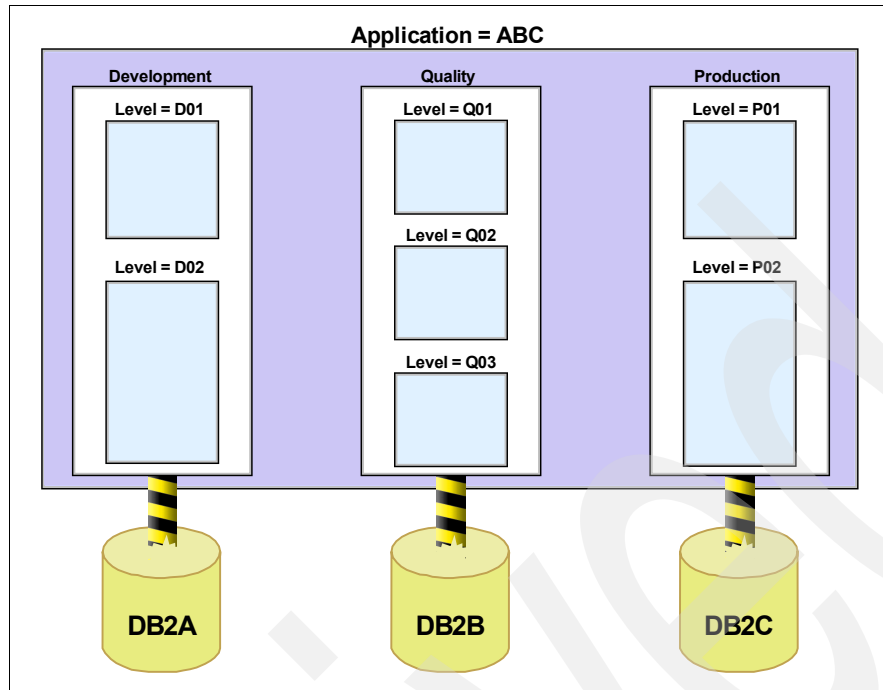 Application = ABC
Development
Quality
Production
Level = D01
Level = Q01
Level = P01
Level = Q02
Level = D02
Level = P02
Level = Q03
DB2A
DB2B
DB2C